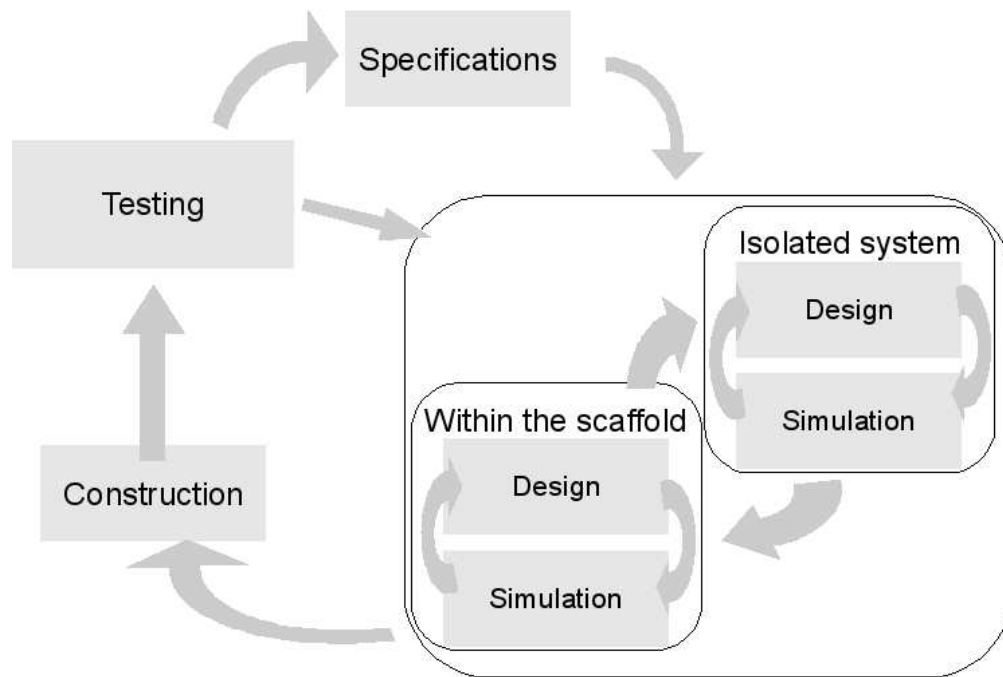 Specifications
Testing
Isolated system
Design
Simulation
Within the scaffold
Design
Simulation
Construction